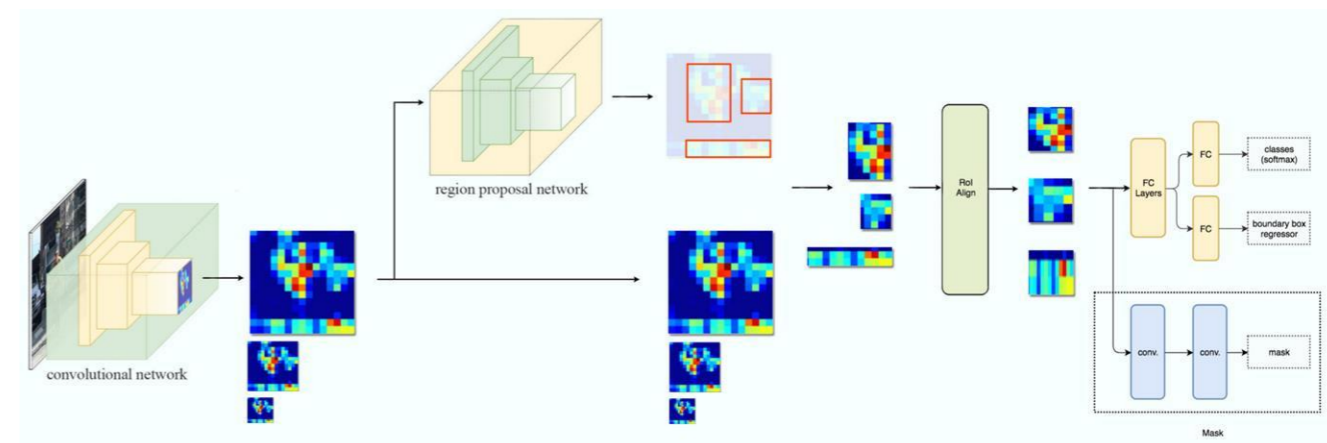 convolutional network
region proposal network
RoI
Align
FC
Layers
FC
classes
(softmax)
FC
boundary box
regressor
conv.
conv.
mask
Mask